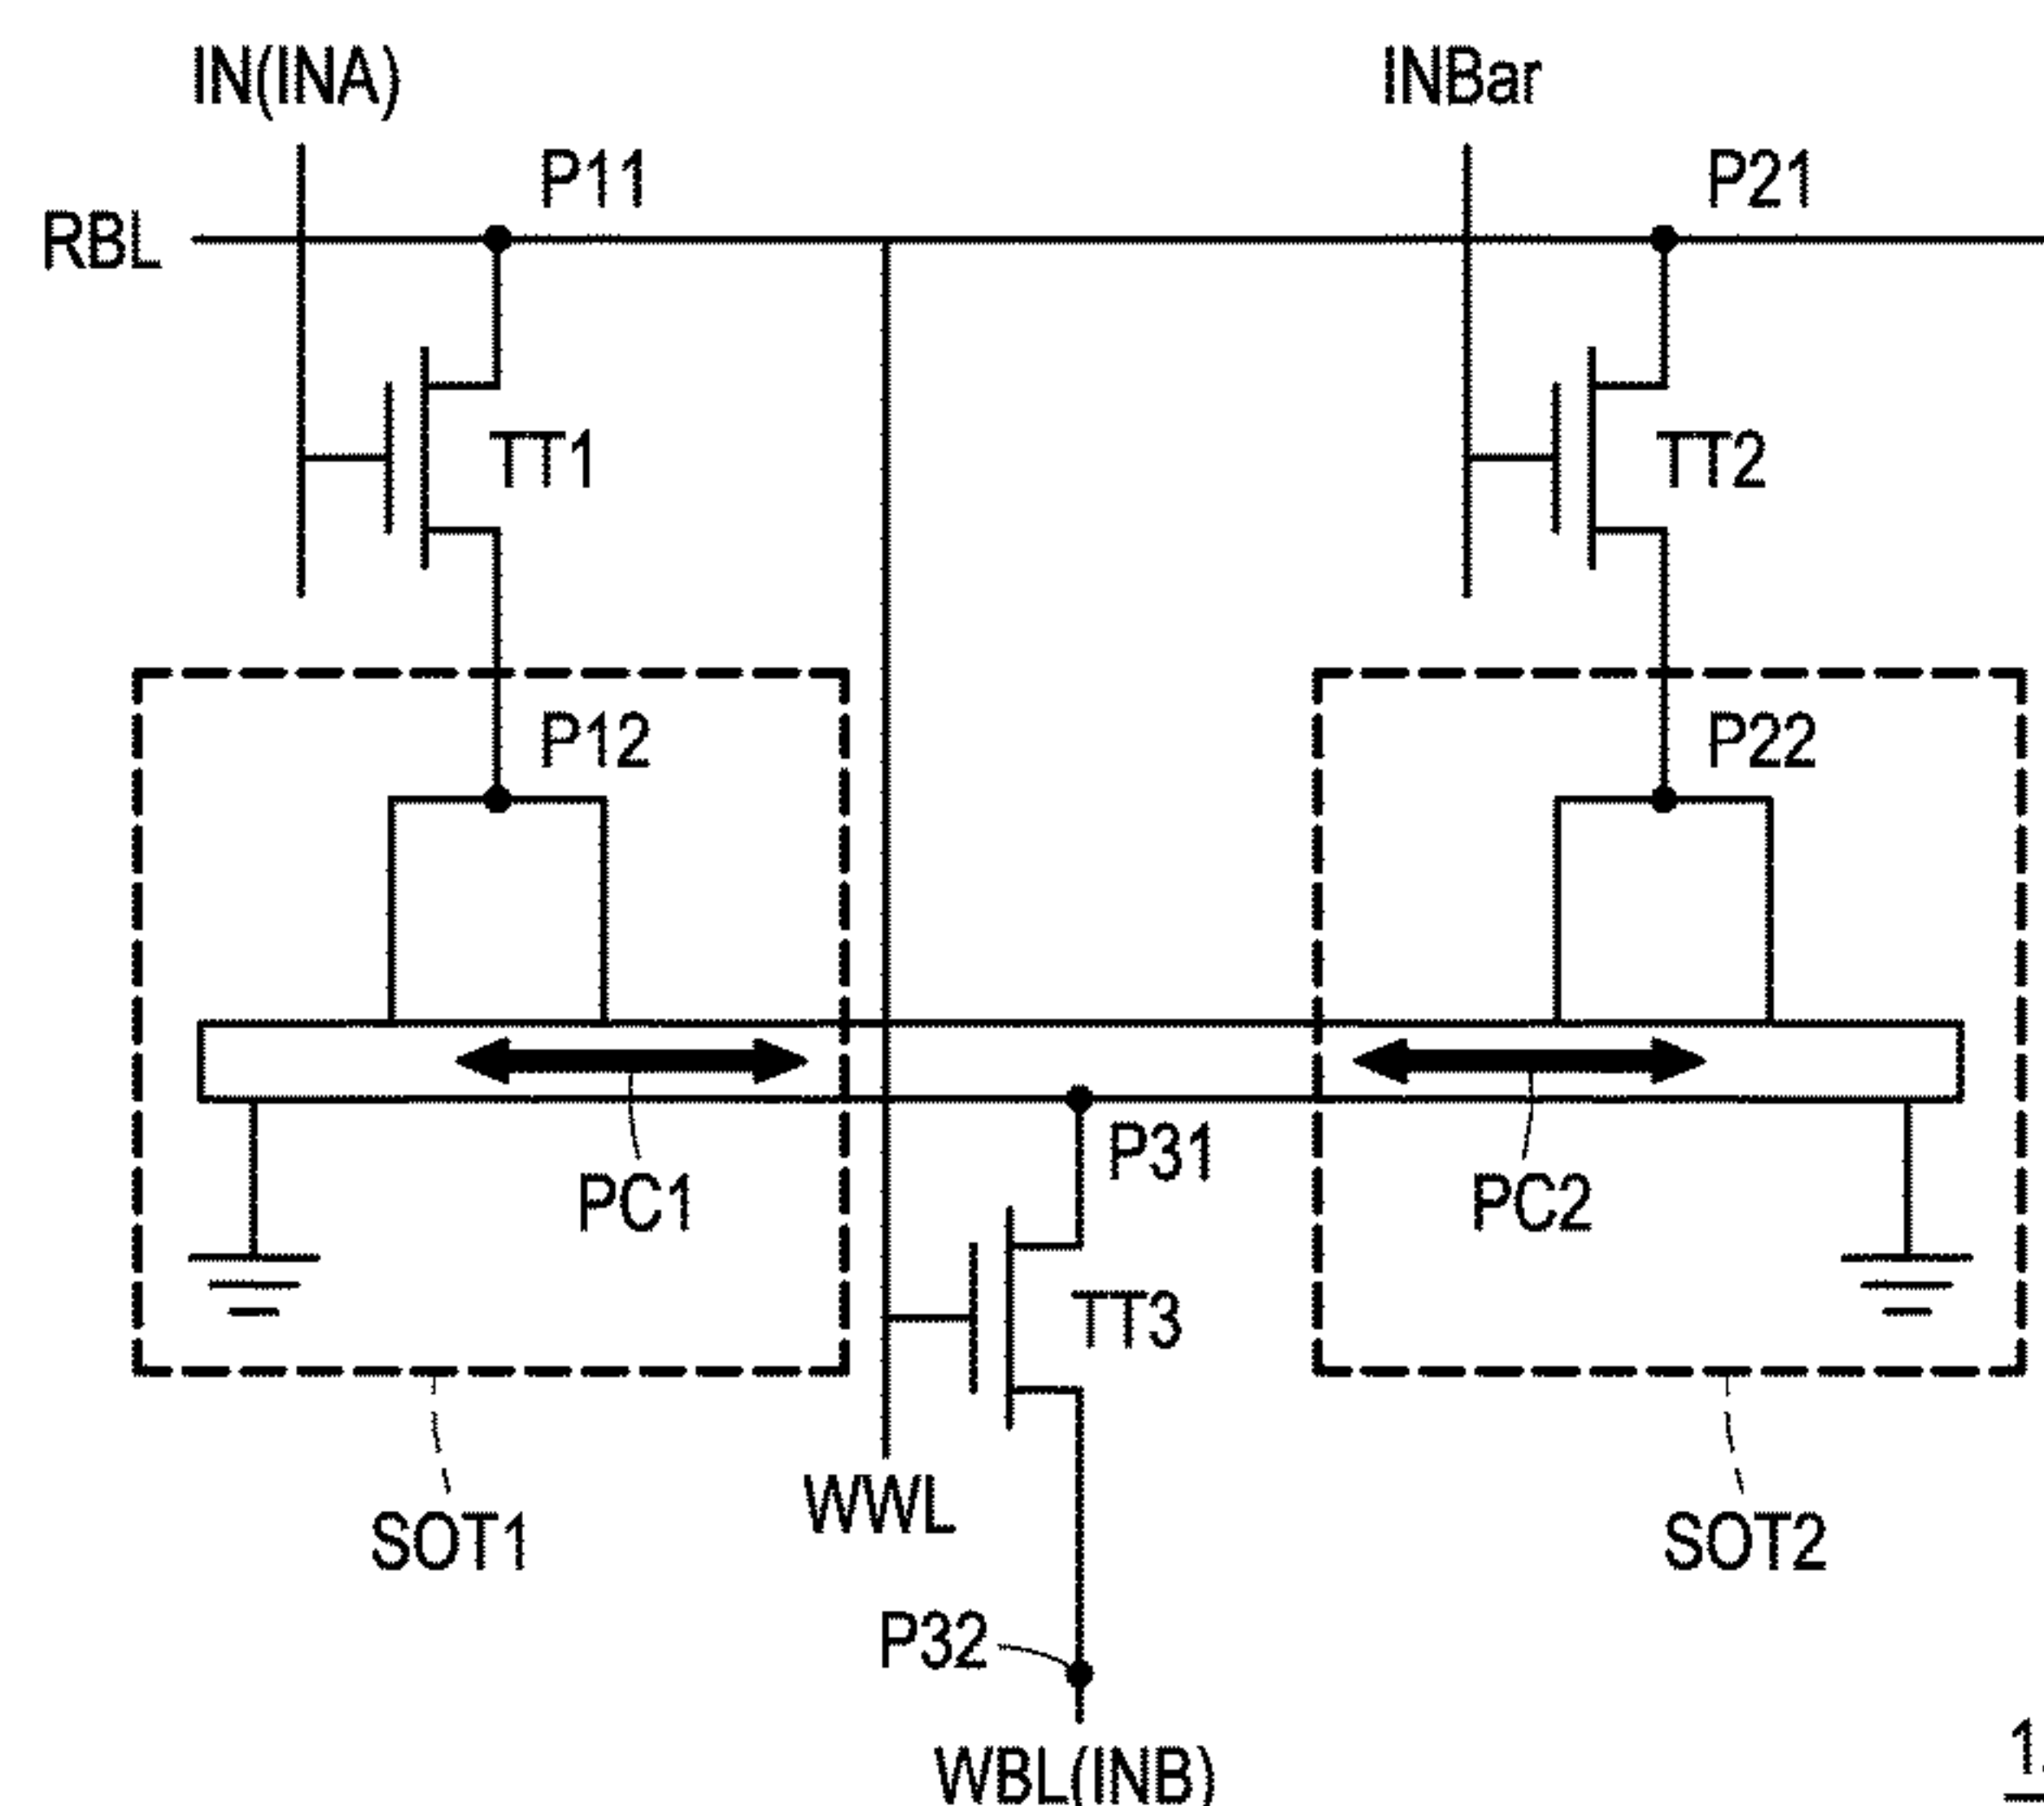 IN(INA)
INBar
P11
P21
RBL
TT1
TT2
P12
P22
P31
PC1
PC2
TT3
WWL
SOT1
SOT2
P32
WBL(INB)